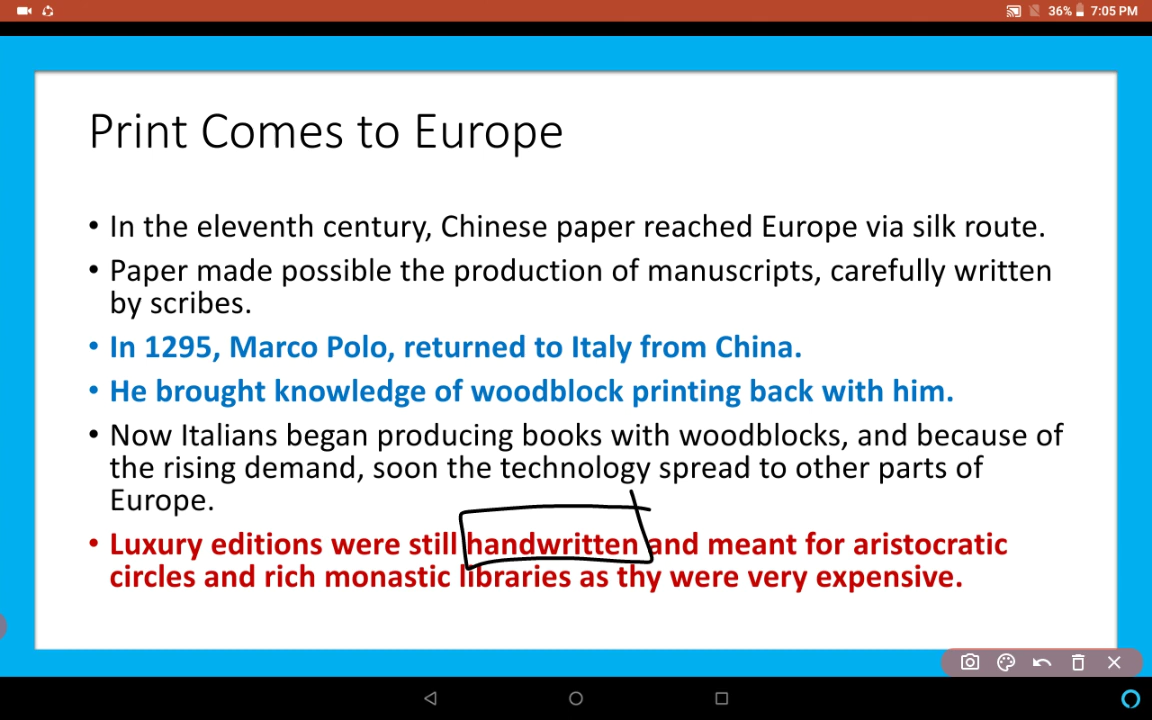 36% 7:05 PM
Print Comes to Europe
• In the eleventh century, Chinese paper reached Europe via silk route.
• Paper made possible the production of manuscripts, carefully written
by scribes.
• In 1295, Marco Polo, returned to Italy from China.
• He brought knowledge of woodblock printing back with him.
• Now Italians began producing books with woodblocks, and because of
the rising demand, soon the technology spread to other parts of
Europe.
• Luxury editions were still handwritten and meant for aristocratic
circles and rich monastic libraries as thy were very expensive.